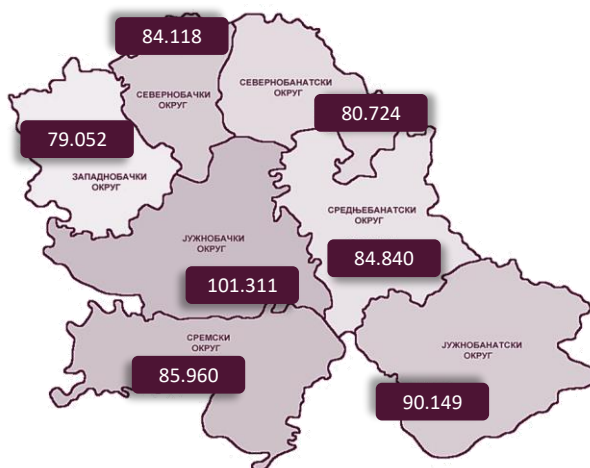 84.118
СЕВЕРНОБАЧКИ
ОКРУГ
СЕВЕРНОБАНАТСКИ
ОКРУГ
80.724
79.052
ЗАПАДНОБАЧКИ
ОКРУГ
СРЕДЊЕБАНАТСКИ
ОКРУГ
84.840
ЈУЖНОБАЧКИ
ОКРУГ
101.311
СРЕМСКИ
ОКРУГ
85.960
ЈУЖНОБАНАТСКИ
ОКРУГ
90.149